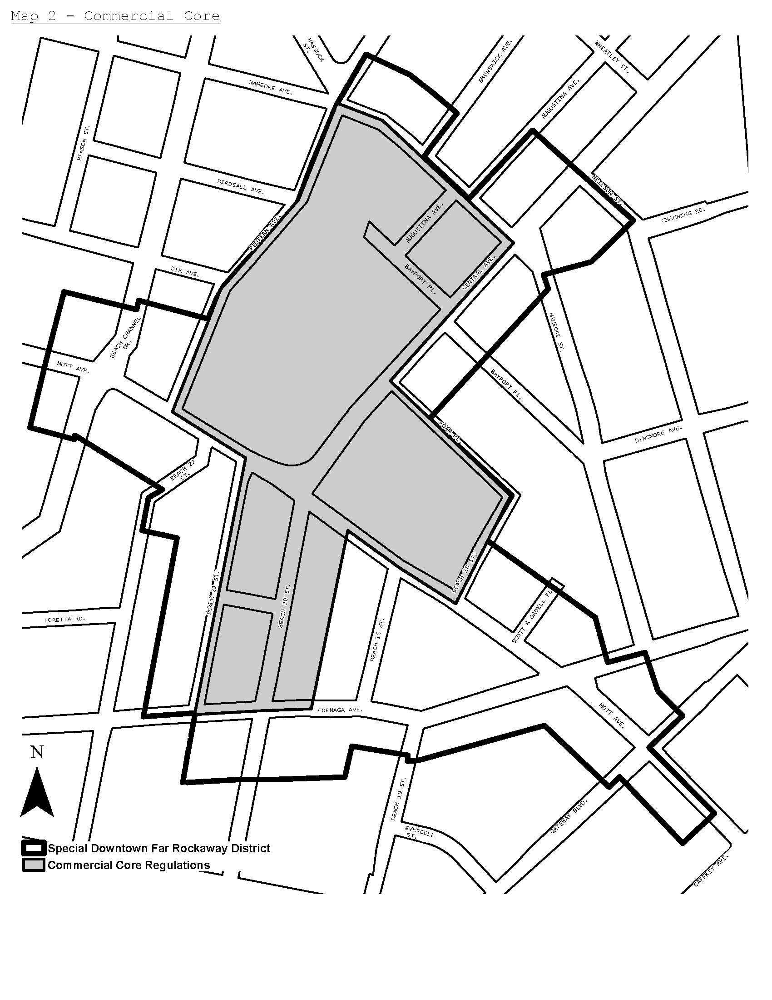 Map 2 - Commercial Core
HASSOCK
ST.
BRUNSWICK AVE.
WHEATLEY ST.
NAMEOKE AVE.
AUGUSTINA AVE.
PINSON ST.
BIRDSALL AVE.
NEILSON ST.
CHANNING RD.
REDFERN AVE.
AUGUSTINA AVE.
DIX AVE.
BAYPORT PL.
CENTRAL AVE.
BEACH CHANNEL
DR.
NAMEOKE ST.
MOTT AVE.
BAYPORT PL.
FOAM PL.
DINSMORE AVE.
BEACH 22
ST.
BEACH 18 ST.
BEACH 21 ST.
BEACH 20 ST.
SCOTT A GADELL PL.
LORETTA RD.
BEACH 19 ST.
CORNAGA AVE.
MOTT AVE.
N
BEACH 19 ST.
GATEWAY BLVD.
EVERDELL
ST.
CAFFREY AVE.
Special Downtown Far Rockaway District
Commercial Core Regulations